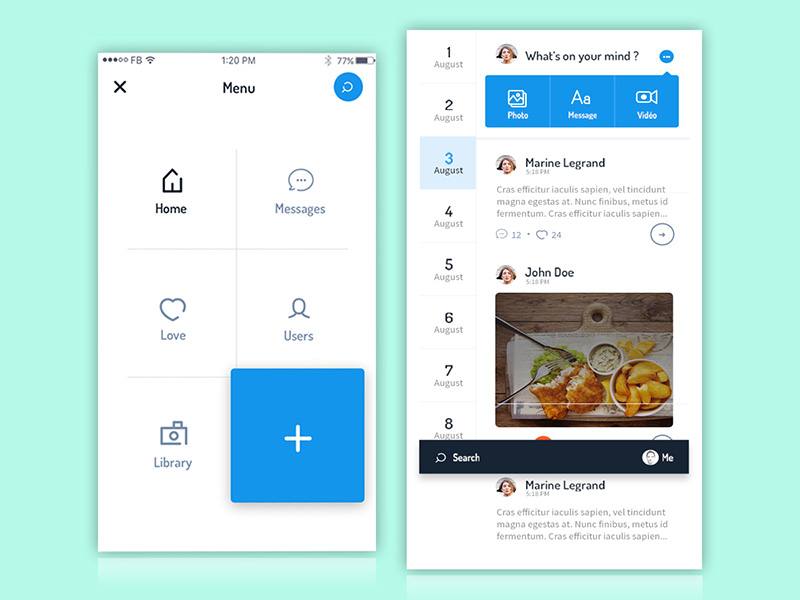 FB
1:20 PM
77%
Menu
Home
Messages
Love
Users
Library
1
August
2
August
3
August
4
August
5
August
6
August
7
August
8
August
What's on your mind ?
Photo
Aa
Message
Vidéo
Marine Legrand
5:18 PM
Cras efficitur iaculis sapien, vel tincidunt
magna egestas at. Nunc finibus, metus id
fermentum. Cras efficitur iaculis sapien...
12 • 24
John Doe
5:18 PM
Search
Me
Marine Legrand
5:18 PM
Cras efficitur iaculis sapien, vel tincidunt
magna egestas at. Nunc finibus, metus id
fermentum. Cras efficitur iaculis sapien...